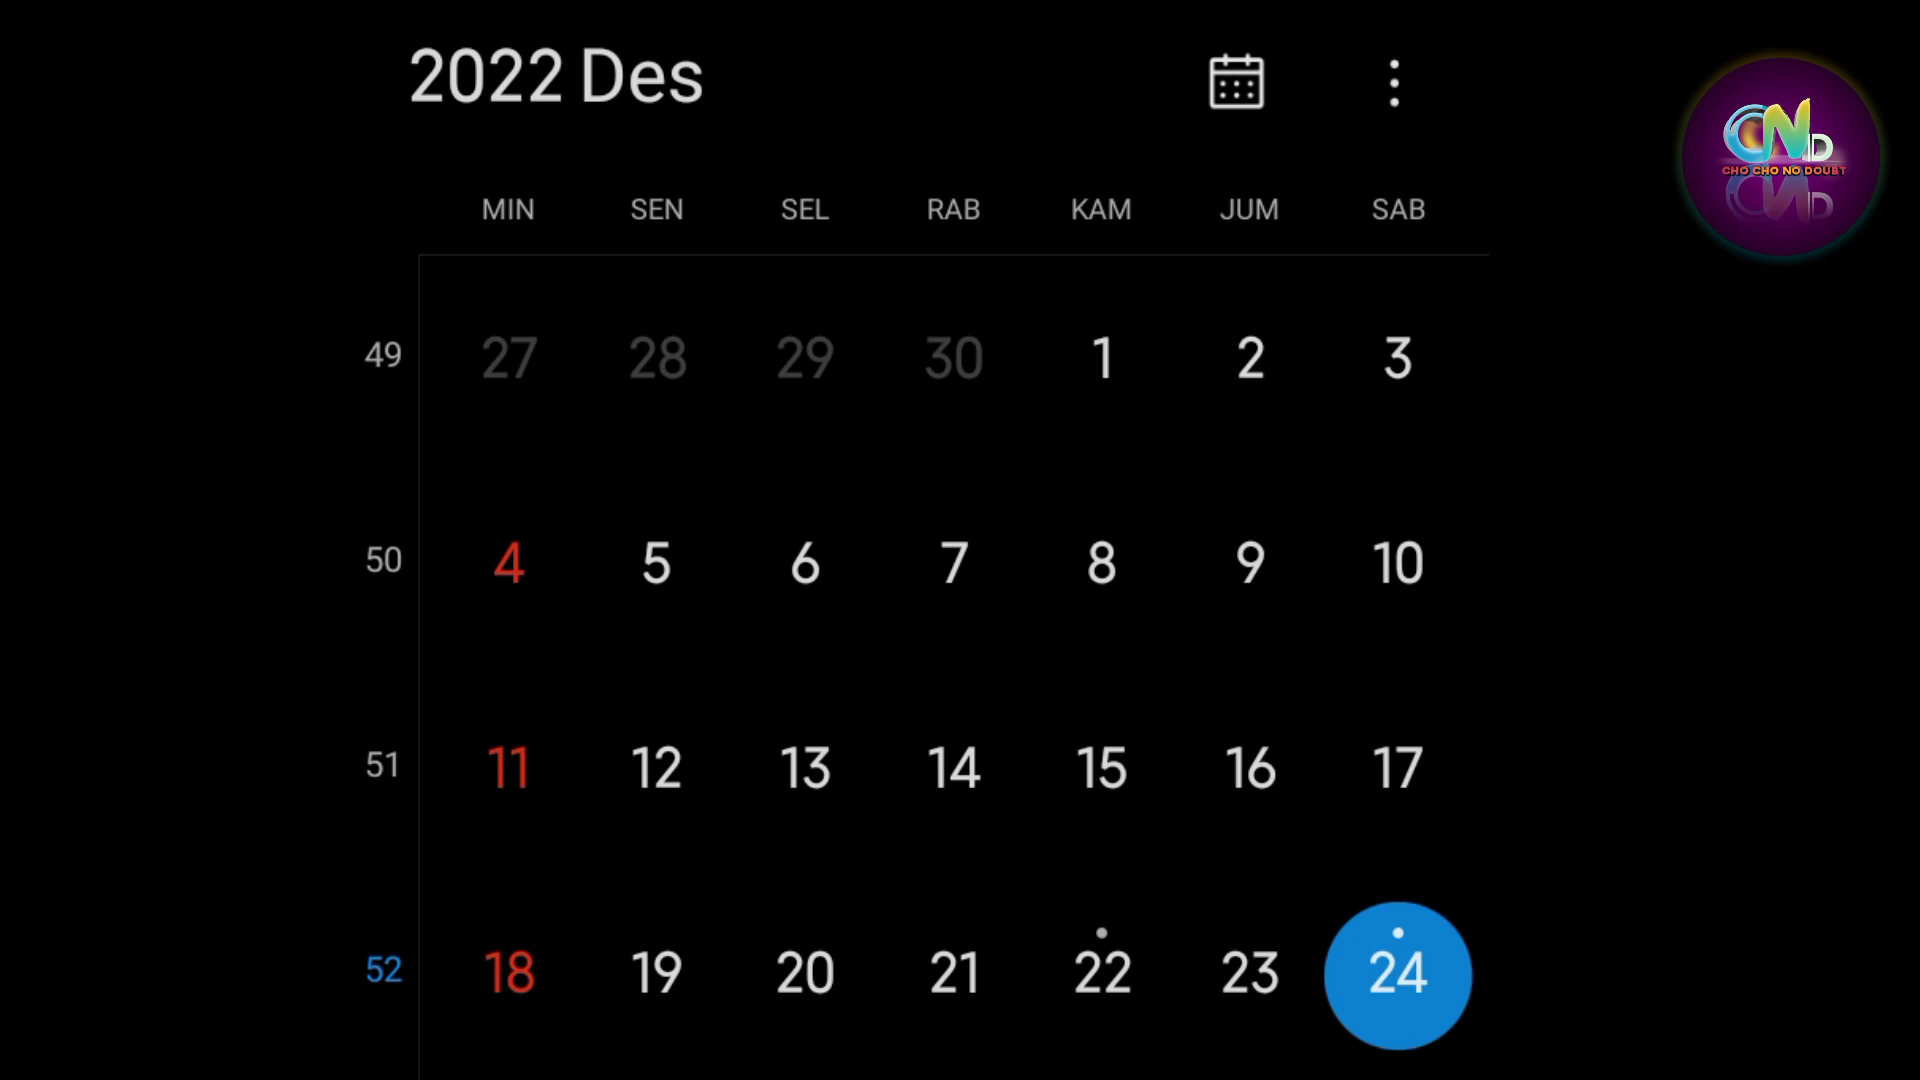 2022 Des
CND
CHO CHO NO DOUBT
MIN SEN SEL RAB KAM JUM SAB
49 27 28 29 30 1 2 3
50 4 5 6 7 8 9 10
51 11 12 13 14 15 16 17
52 18 19 20 21 22 23 24